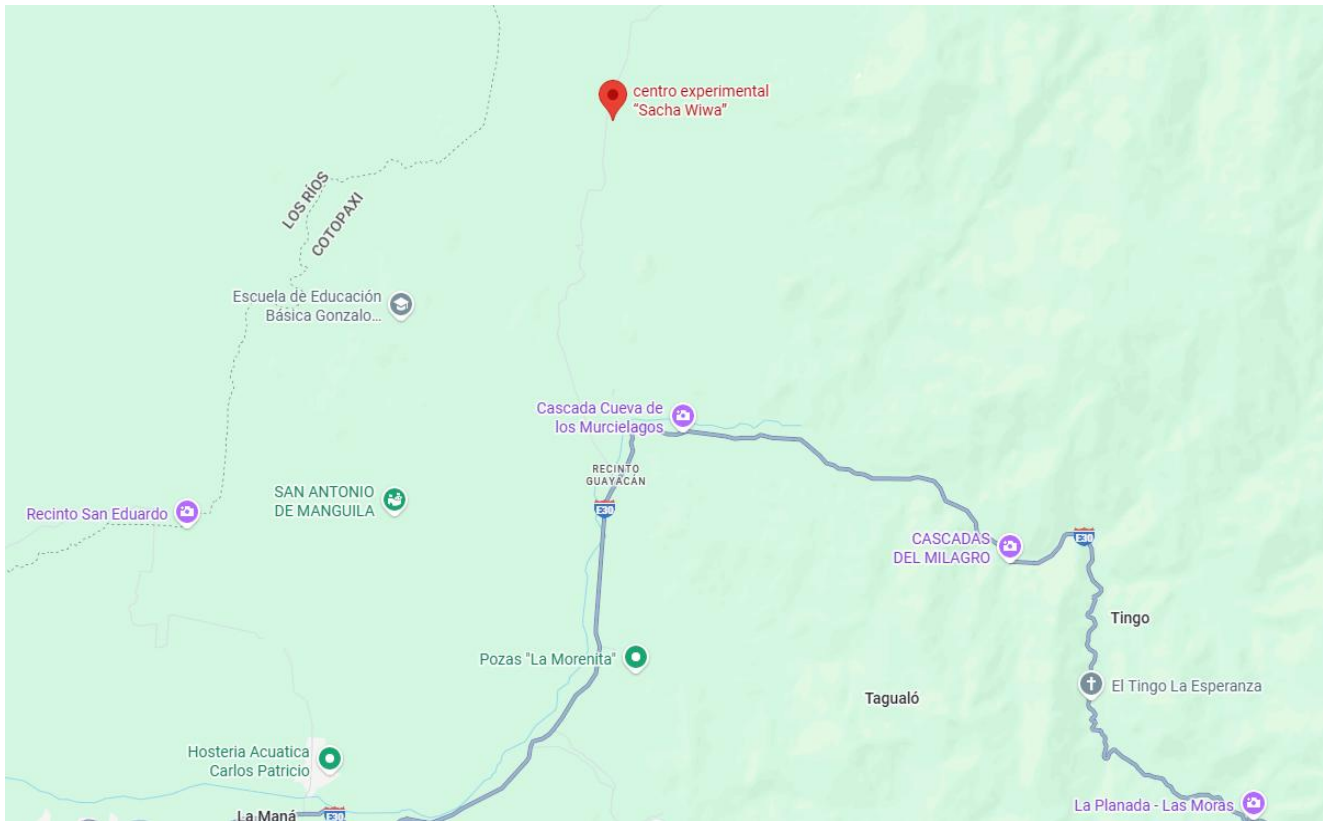 centro experimental
“Sacha Wiwa”
LOS RÍOS
COTOPAXI
Escuela de Educación
Básica Gonzalo...
Cascada Cueva de
los Murcielagos
RECINTO
GUAYACÁN
SAN ANTONIO
DE MANGUILA
Recinto San Eduardo
E30
CASCADAS
DEL MILAGRO
E30
Tingo
Pozas "La Morenita"
El Tingo La Esperanza
Tagualó
Hosteria Acuatica
Carlos Patricio
La Planada - Las Moras
La Maná
E30